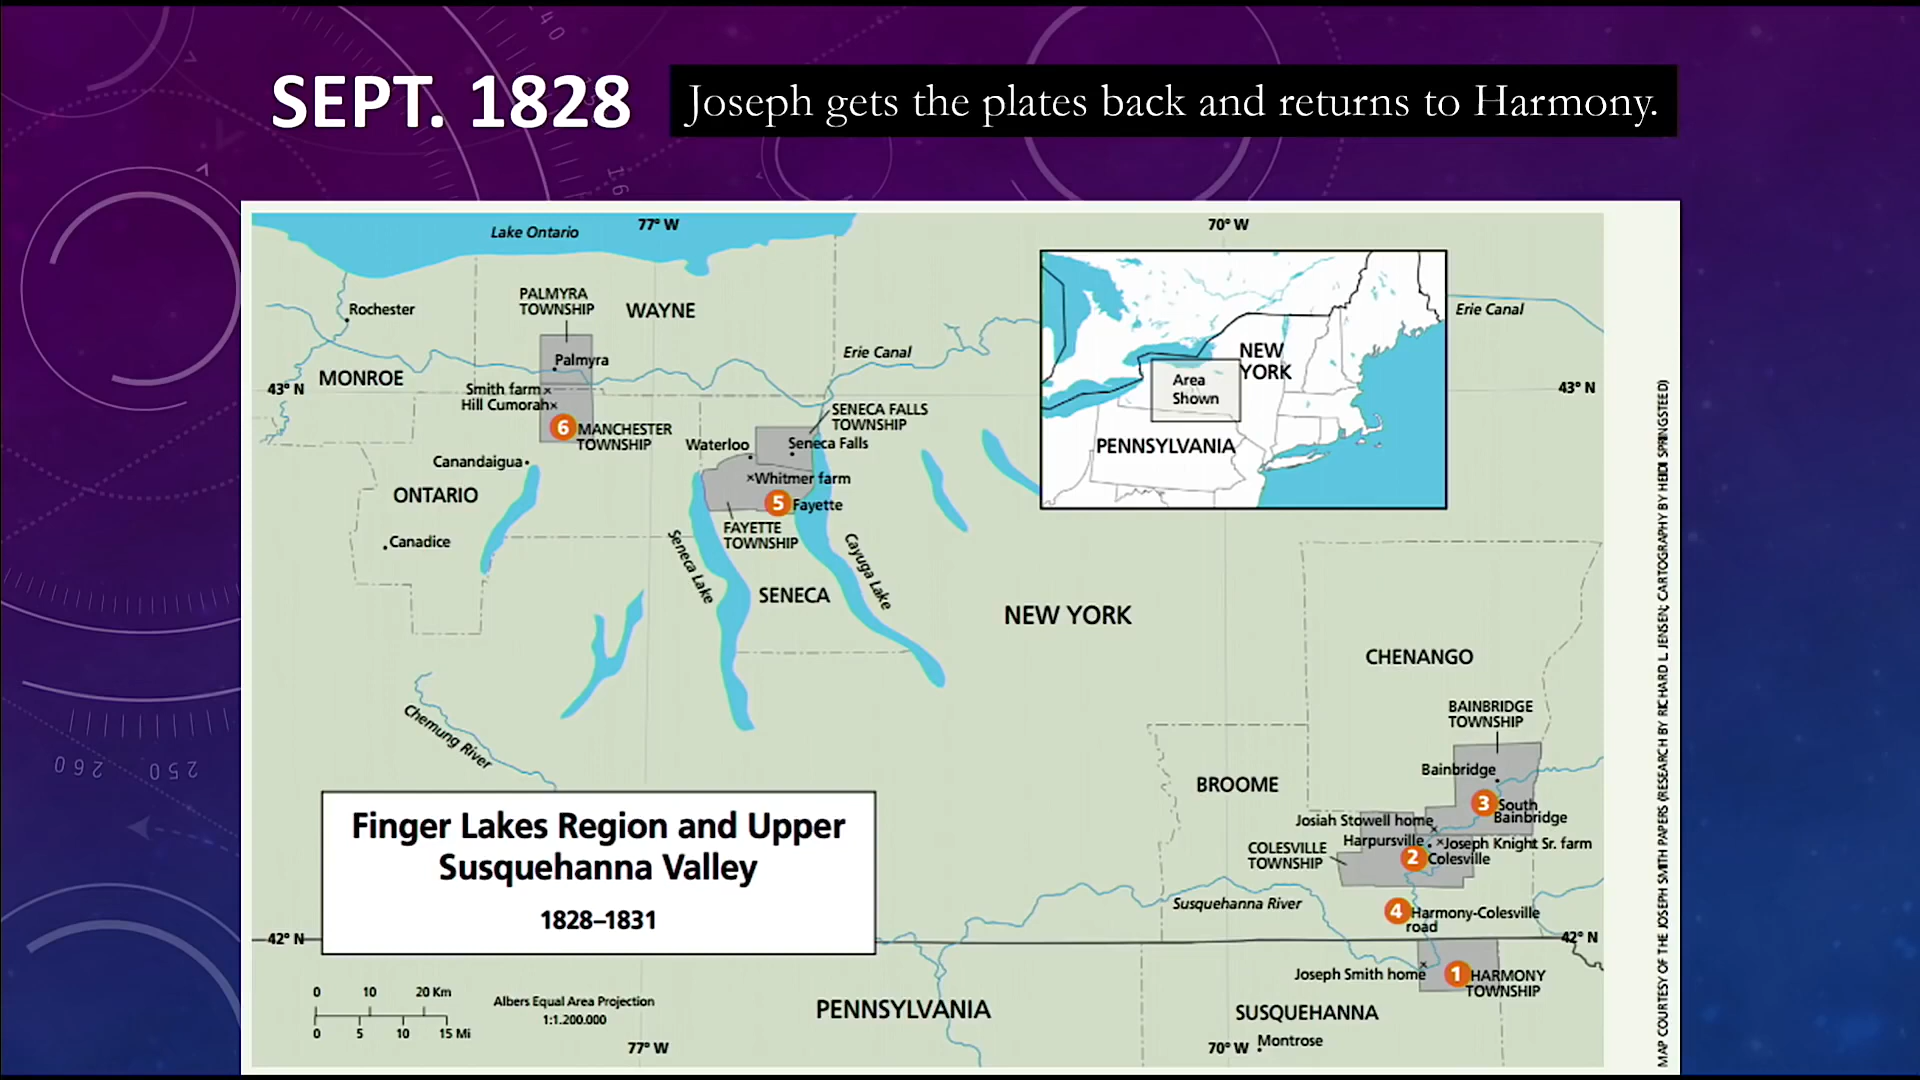 SEPT. 1828
Joseph gets the plates back and returns to Harmony.
77° W
70° W
Lake Ontario
PALMYRA
TOWNSHIP
WAYNE
Rochester
Erie Canal
Erie Canal
Palmyra
MONROE
43° N
43° N
Smith farm
Hill Cumorah
6
MANCHESTER
TOWNSHIP
SENECA FALLS
TOWNSHIP
Waterloo
Seneca Falls
Canandaigua
Whitmer farm
ONTARIO
5
Fayette
FAYETTE
TOWNSHIP
Canadice
Seneca Lake
Cayuga Lake
SENECA
NEW YORK
NEW
YORK
Area
Shown
PENNSYLVANIA
CHENANGO
BAINBRIDGE
TOWNSHIP
Chemung River
Bainbridge
BROOME
3
South
Bainbridge
Josiah Stowell home
Harpursville
Joseph Knight Sr. farm
COLESVILLE
TOWNSHIP
2
Colesville
Susquehanna River
4
Harmony-Colesville
road
42° N
42° N
Joseph Smith home
1
HARMONY
TOWNSHIP
Finger Lakes Region and Upper
Susquehanna Valley
1828–1831
0 10 20 Km
0 5 10 15 Mi
Albers Equal Area Projection
1:1.200.000
PENNSYLVANIA
SUSQUEHANNA
77° W
70° W
Montrose
MAP COURTESY OF THE JOSEPH SMITH PAPERS (RESEARCH BY RICHARD L. JENSEN; CARTOGRAPHY BY HEIDI SPRINGSTEED)
40
16
260
250